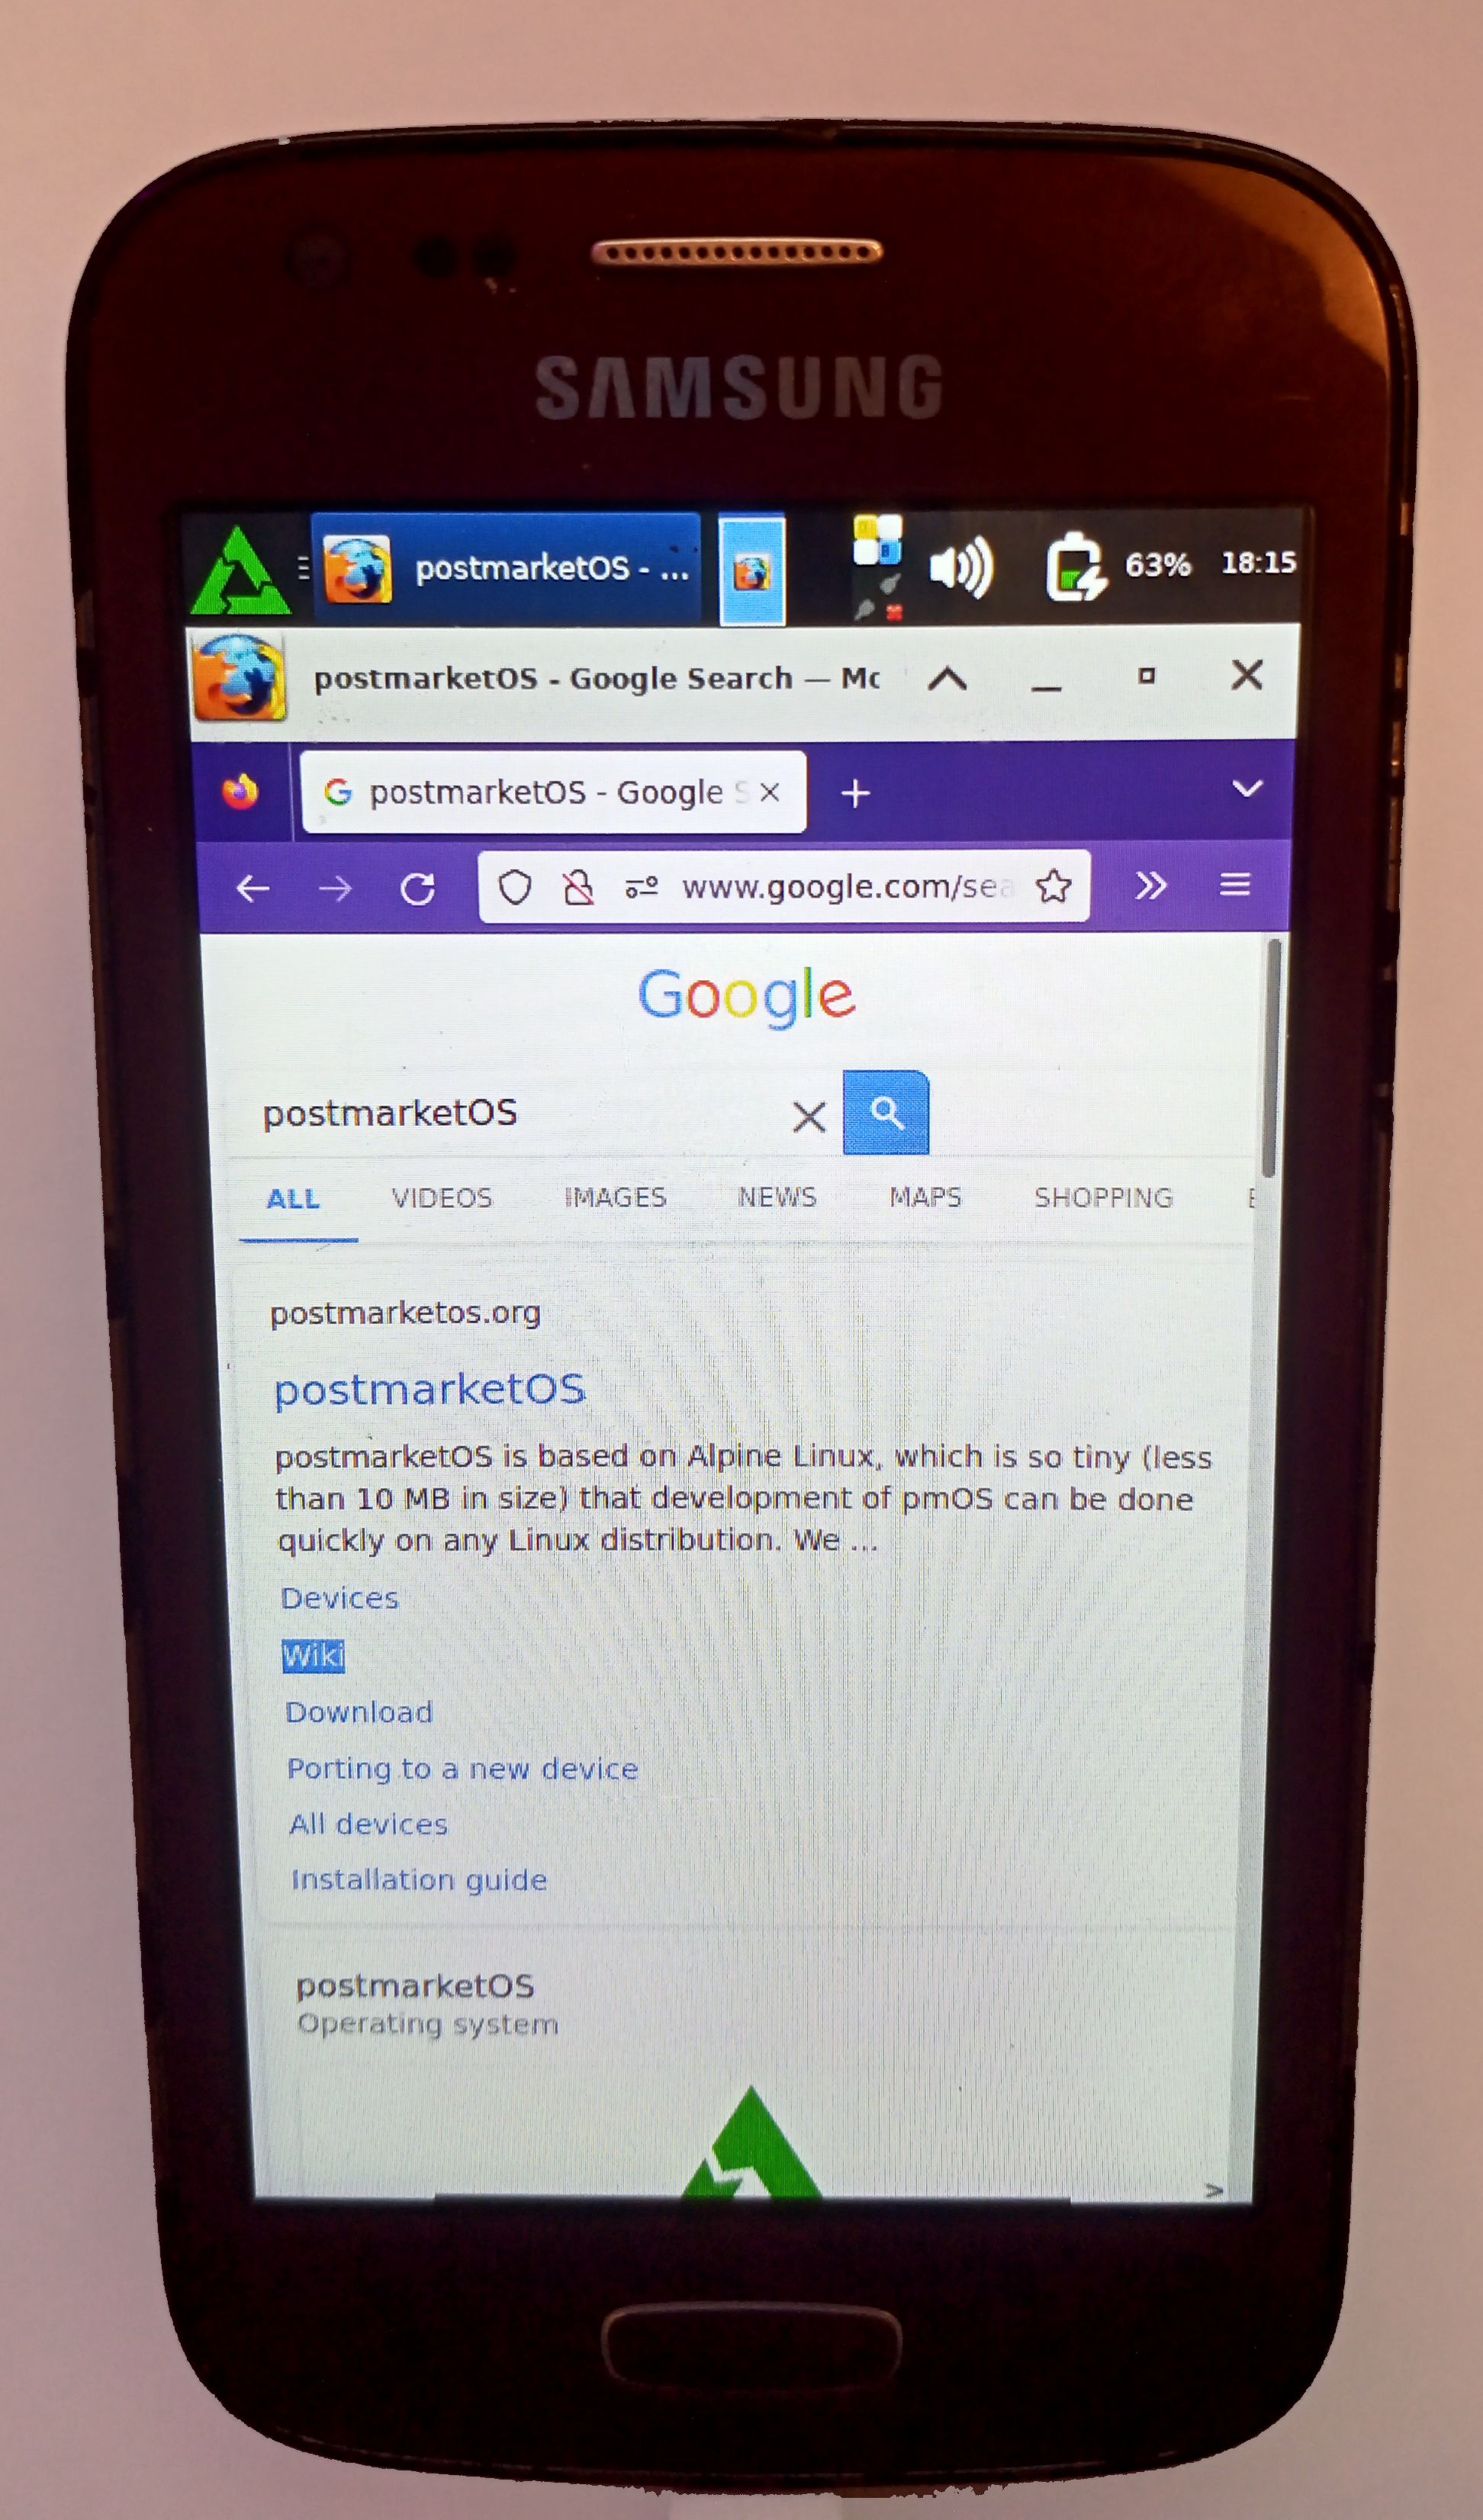 SAMSUNG
postmarketOS - ... 63% 18:15
postmarketOS - Google Search — Mo
postmarketOS - Google S
www.google.com/sea
Google
postmarketOS
ALL VIDEOS IMAGES NEWS MAPS SHOPPING
postmarketos.org
postmarketOS
postmarketOS is based on Alpine Linux, which is so tiny (less
than 10 MB in size) that development of pmOS can be done
quickly on any Linux distribution. We ...
Devices
Wiki
Download
Porting to a new device
All devices
Installation guide
postmarketOS
Operating system